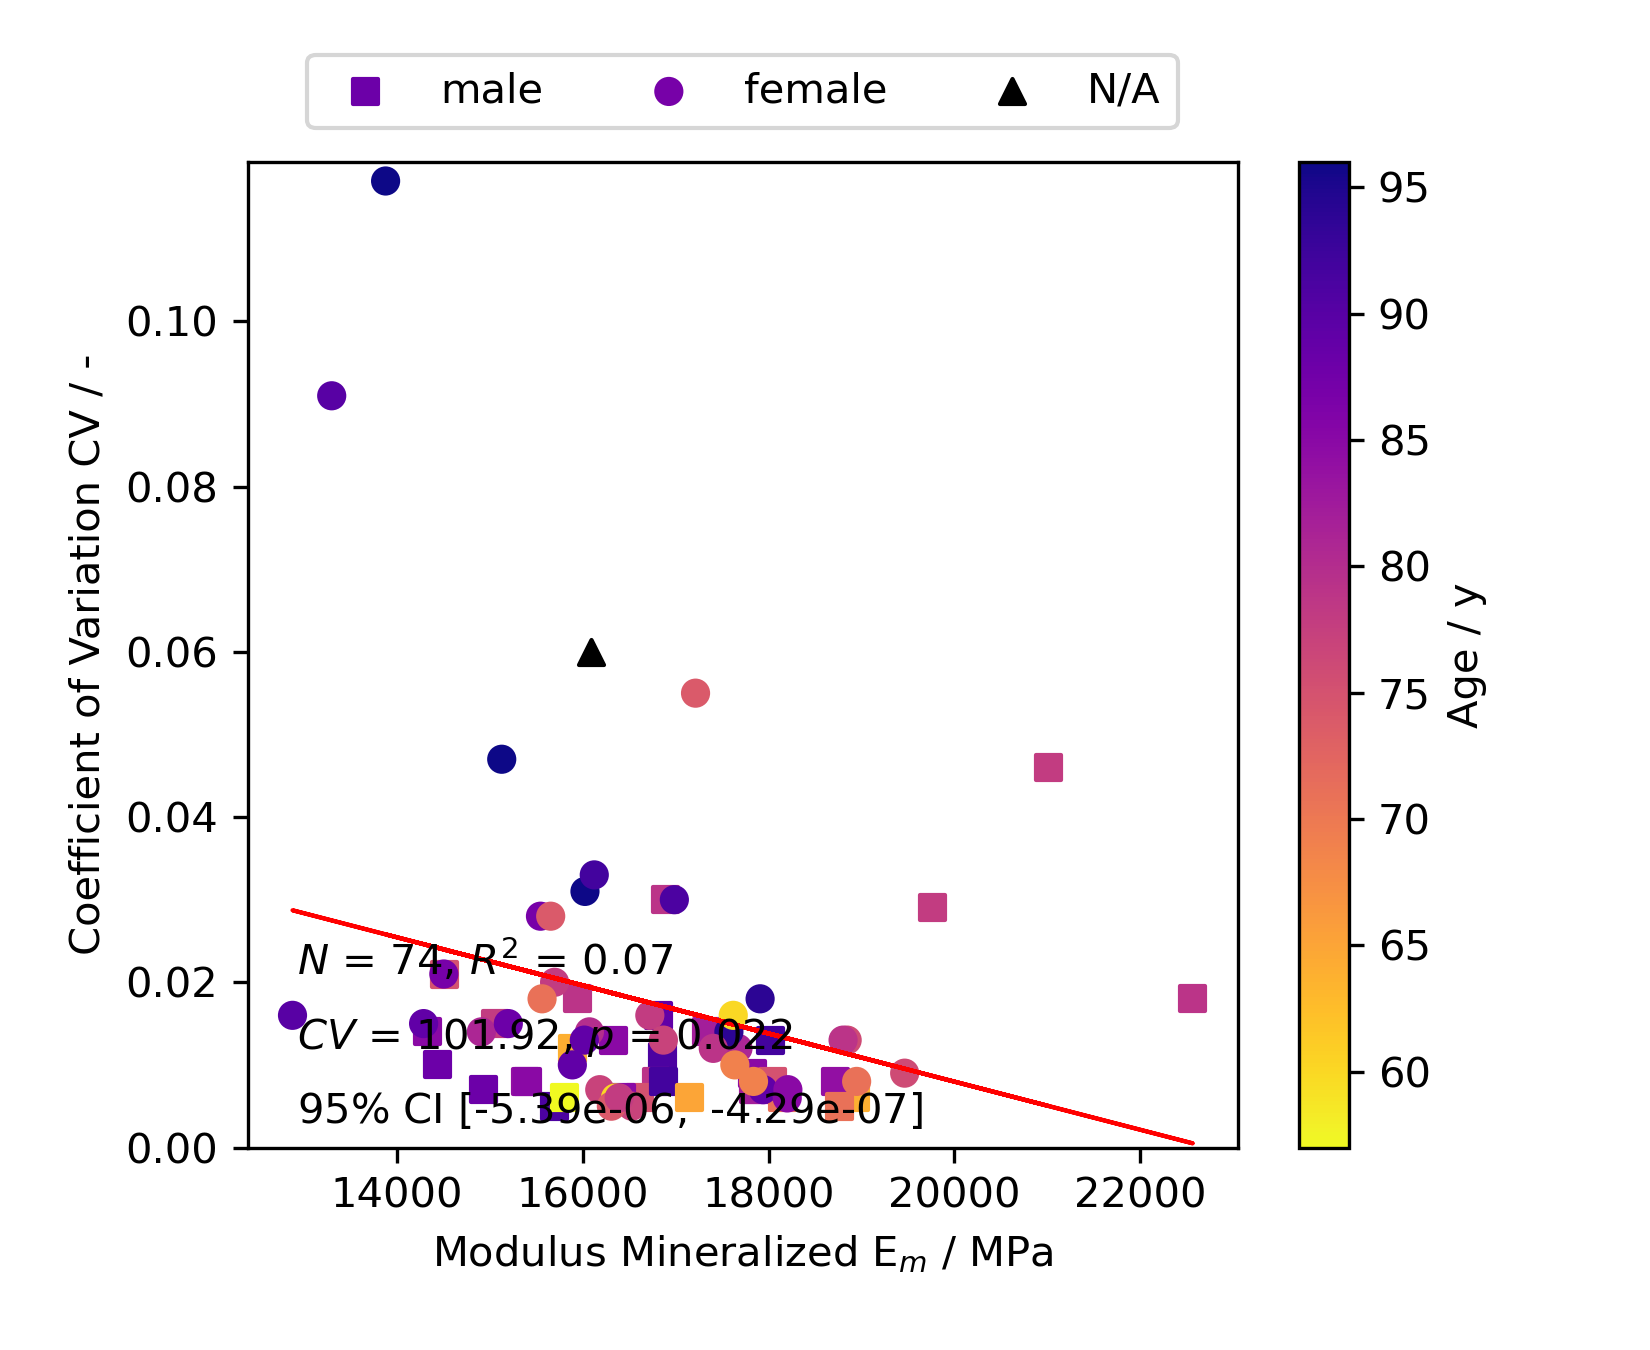 male female N/A
0.10
0.08
0.06
0.04
0.02
0.00
Coefficient of Variation CV / -
N = 74, R² = 0.07
CV = 101.92, p = 0.022
95% CI [-5.39e-06, -4.29e-07]
14000 16000 18000 20000 22000
Modulus Mineralized Eₘ / MPa
95
90
85
80
75
70
65
60
Age / y